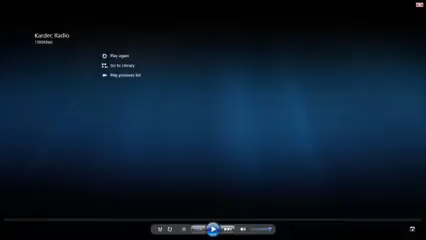 Kardec Radio
128Kbps
Play again
Go to Library
Play previous list